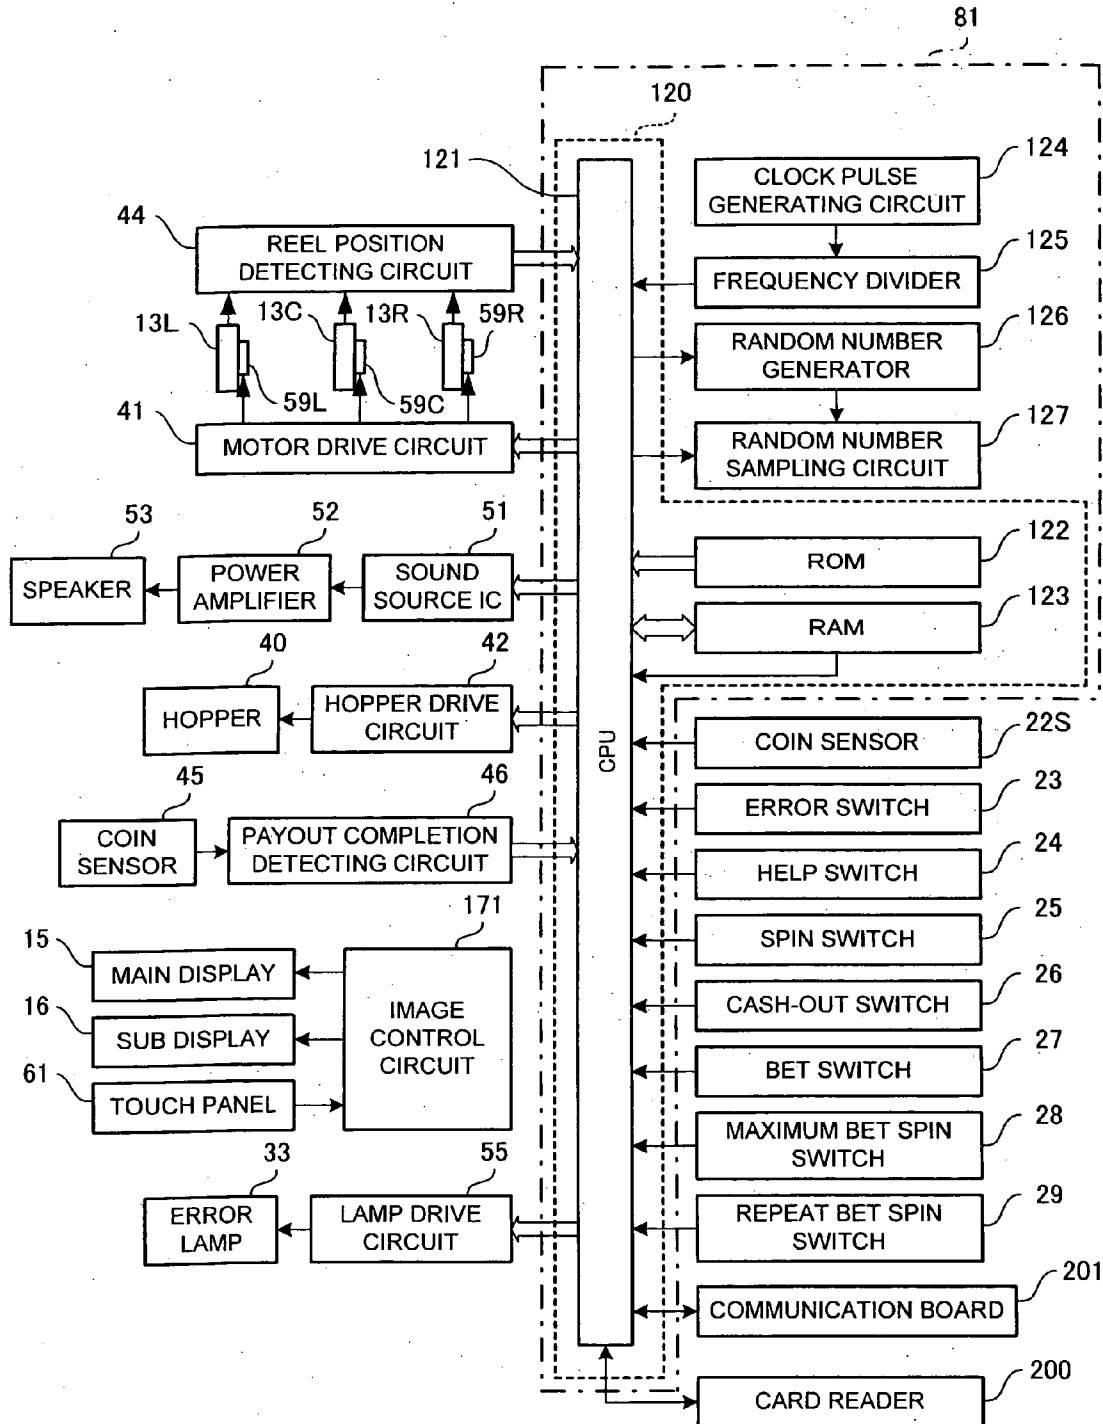 81
120
121
124
CLOCK PULSE
GENERATING CIRCUIT
44
REEL POSITION
DETECTING CIRCUIT
125
FREQUENCY DIVIDER
13L
13C
13R
59R
126
RANDOM NUMBER
GENERATOR
59L
59C
41
MOTOR DRIVE CIRCUIT
127
RANDOM NUMBER
SAMPLING CIRCUIT
53
52
51
SPEAKER
POWER
AMPLIFIER
SOUND
SOURCE IC
122
ROM
123
RAM
40
42
HOPPER
HOPPER DRIVE
CIRCUIT
CPU
22S
COIN SENSOR
45
46
COIN
SENSOR
PAYOUT COMPLETION
DETECTING CIRCUIT
23
ERROR SWITCH
24
HELP SWITCH
171
15
MAIN DISPLAY
16
SUB DISPLAY
61
TOUCH PANEL
IMAGE
CONTROL
CIRCUIT
25
SPIN SWITCH
26
CASH-OUT SWITCH
27
BET SWITCH
28
MAXIMUM BET SPIN
SWITCH
33
55
ERROR
LAMP
LAMP DRIVE
CIRCUIT
29
REPEAT BET SPIN
SWITCH
201
COMMUNICATION BOARD
200
CARD READER